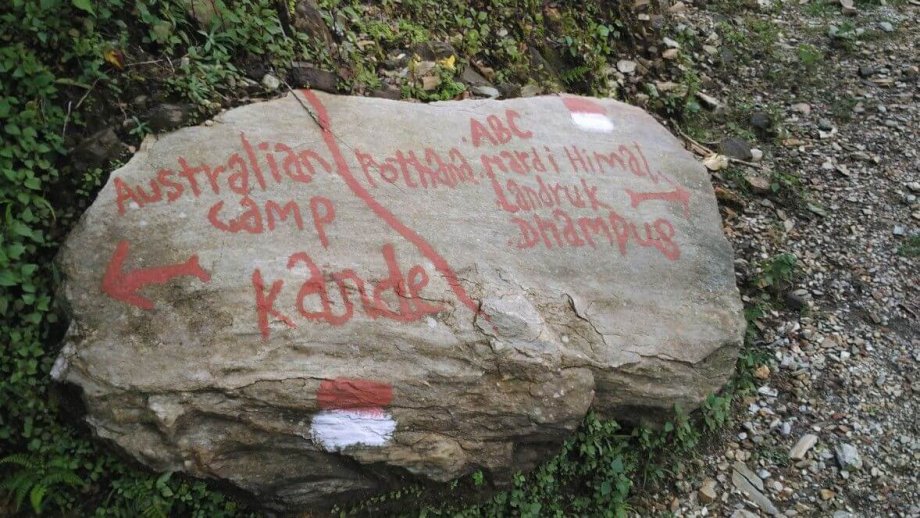 Australian
Camp
Kande
ABC
Pothana Mardi Himal
Landruk
Dhampus